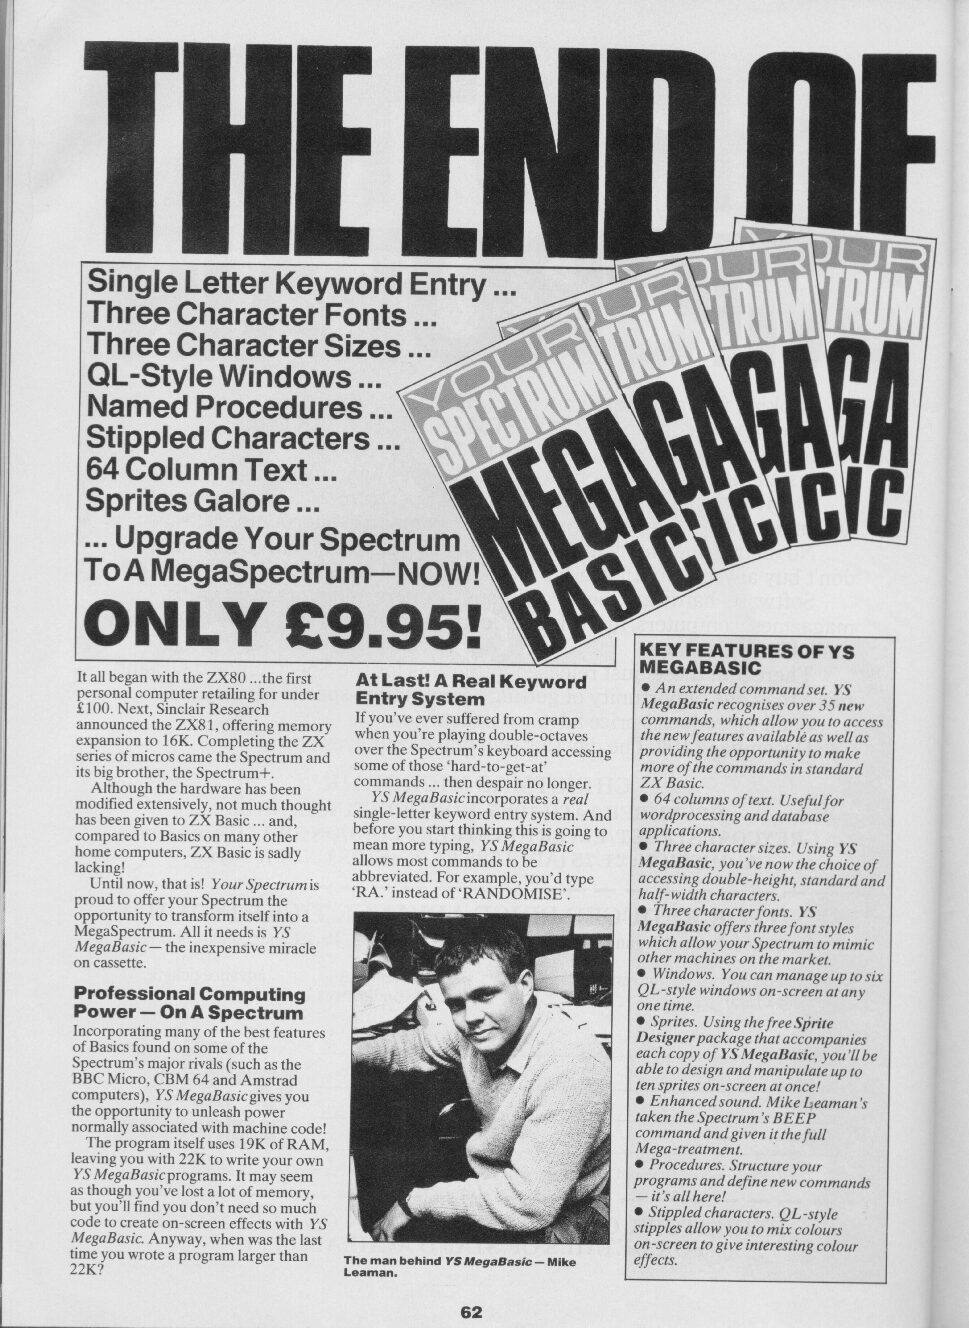 THE END OF
Single Letter Keyword Entry ...
Three Character Fonts ...
Three Character Sizes ...
QL-Style Windows ...
Named Procedures ...
Stippled Characters ...
64 Column Text ...
Sprites Galore ...
... Upgrade Your Spectrum
To A MegaSpectrum—NOW!
ONLY £9.95!
YOUR
SPECTRUM
MEGA
BASIC
YOUR
TRUM
GA
SIC
YOUR
CTRUM
GA
IC
YOUR
TRUM
GA
IC
It all began with the ZX80 ...the first
personal computer retailing for under
£100. Next, Sinclair Research
announced the ZX81, offering memory
expansion to 16K. Completing the ZX
series of micros came the Spectrum and
its big brother, the Spectrum+.
Although the hardware has been
modified extensively, not much thought
has been given to ZX Basic ... and,
compared to Basics on many other
home computers, ZX Basic is sadly
lacking!
Until now, that is! Your Spectrum is
proud to offer your Spectrum the
opportunity to transform itself into a
MegaSpectrum. All it needs is YS
MegaBasic — the inexpensive miracle
on cassette.
Professional Computing
Power — On A Spectrum
Incorporating many of the best features
of Basics found on some of the
Spectrum's major rivals (such as the
BBC Micro, CBM 64 and Amstrad
computers), YS MegaBasic gives you
the opportunity to unleash power
normally associated with machine code!
The program itself uses 19K of RAM,
leaving you with 22K to write your own
YS MegaBasic programs. It may seem
as though you've lost a lot of memory,
but you'll find you don't need so much
code to create on-screen effects with YS
MegaBasic. Anyway, when was the last
time you wrote a program larger than
22K?
At Last! A Real Keyword
Entry System
If you've ever suffered from cramp
when you're playing double-octaves
over the Spectrum's keyboard accessing
some of those 'hard-to-get-at'
commands ... then despair no longer.
YS MegaBasic incorporates a real
single-letter keyword entry system. And
before you start thinking this is going to
mean more typing, YS MegaBasic
allows most commands to be
abbreviated. For example, you'd type
'RA.' instead of 'RANDOMISE'.
The man behind YS MegaBasic — Mike
Leaman.
KEY FEATURES OF YS
MEGABASIC
● An extended command set. YS
MegaBasic recognises over 35 new
commands, which allow you to access
the new features available as well as
providing the opportunity to make
more of the commands in standard
ZX Basic.
● 64 columns of text. Useful for
wordprocessing and database
applications.
● Three character sizes. Using YS
MegaBasic, you've now the choice of
accessing double-height, standard and
half-width characters.
● Three character fonts. YS
MegaBasic offers three font styles
which allow your Spectrum to mimic
other machines on the market.
● Windows. You can manage up to six
QL-style windows on-screen at any
one time.
● Sprites. Using the free Sprite
Designer package that accompanies
each copy of YS MegaBasic, you'll be
able to design and manipulate up to
ten sprites on-screen at once!
● Enhanced sound. Mike Leaman's
taken the Spectrum's BEEP
command and given it the full
Mega-treatment.
● Procedures. Structure your
programs and define new commands
— it's all here!
● Stippled characters. QL-style
stipples allow you to mix colours
on-screen to give interesting colour
effects.
62